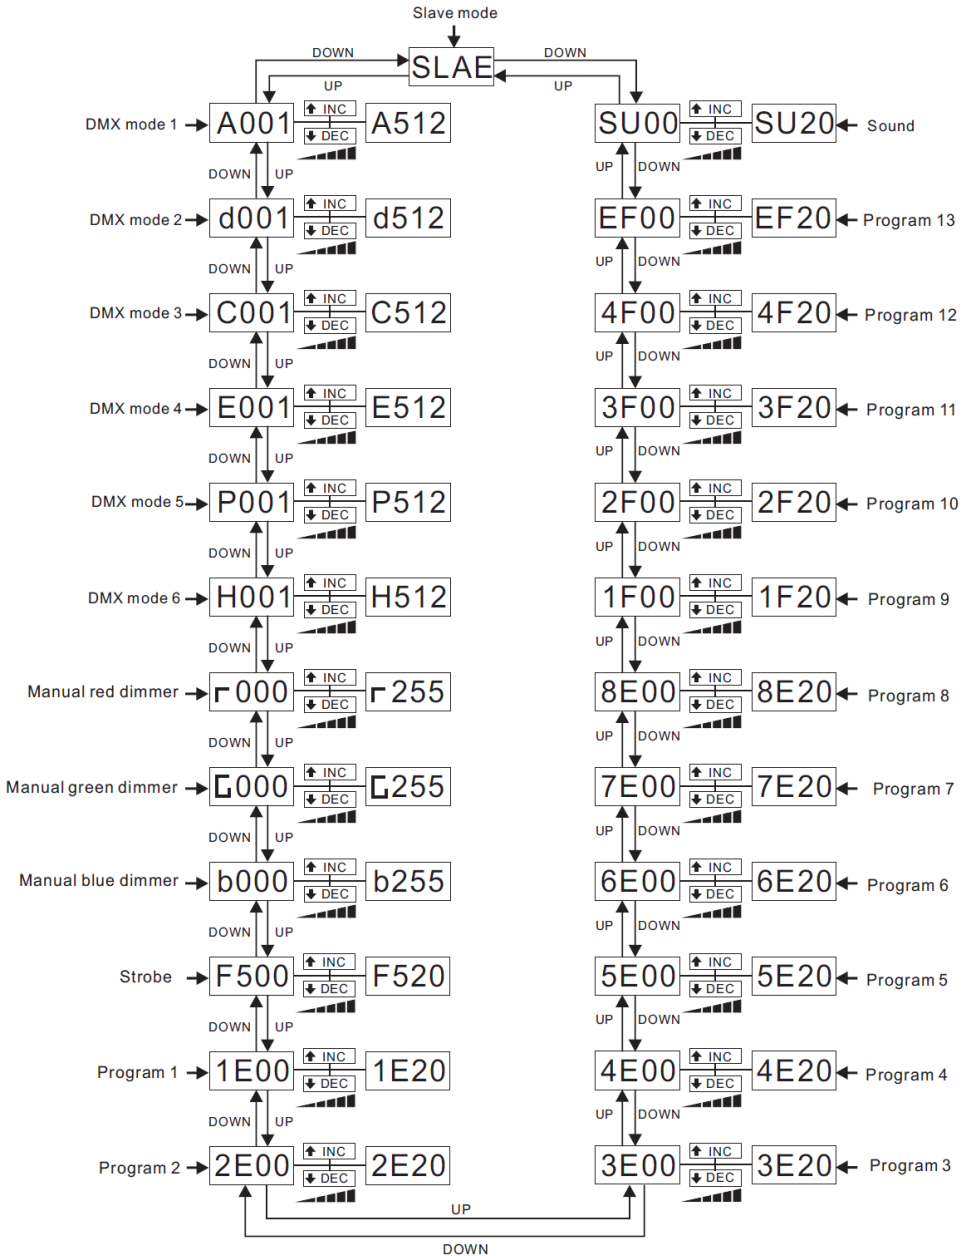 Slave mode
DOWN SLAE DOWN
UP UP
DMX mode 1 A001 INC DEC A512 SU00 INC DEC SU20 Sound
DOWN UP UP DOWN
DMX mode 2 d001 INC DEC d512 EF00 INC DEC EF20 Program 13
DOWN UP UP DOWN
DMX mode 3 C001 INC DEC C512 4F00 INC DEC 4F20 Program 12
DOWN UP UP DOWN
DMX mode 4 E001 INC DEC E512 3F00 INC DEC 3F20 Program 11
DOWN UP UP DOWN
DMX mode 5 P001 INC DEC P512 2F00 INC DEC 2F20 Program 10
DOWN UP UP DOWN
DMX mode 6 H001 INC DEC H512 1F00 INC DEC 1F20 Program 9
DOWN UP UP DOWN
Manual red dimmer r000 INC DEC r255 8E00 INC DEC 8E20 Program 8
DOWN UP UP DOWN
Manual green dimmer G000 INC DEC G255 7E00 INC DEC 7E20 Program 7
DOWN UP UP DOWN
Manual blue dimmer b000 INC DEC b255 6E00 INC DEC 6E20 Program 6
DOWN UP UP DOWN
Strobe F500 INC DEC F520 5E00 INC DEC 5E20 Program 5
DOWN UP UP DOWN
Program 1 1E00 INC DEC 1E20 4E00 INC DEC 4E20 Program 4
DOWN UP UP DOWN
Program 2 2E00 INC DEC 2E20 3E00 INC DEC 3E20 Program 3
UP
DOWN